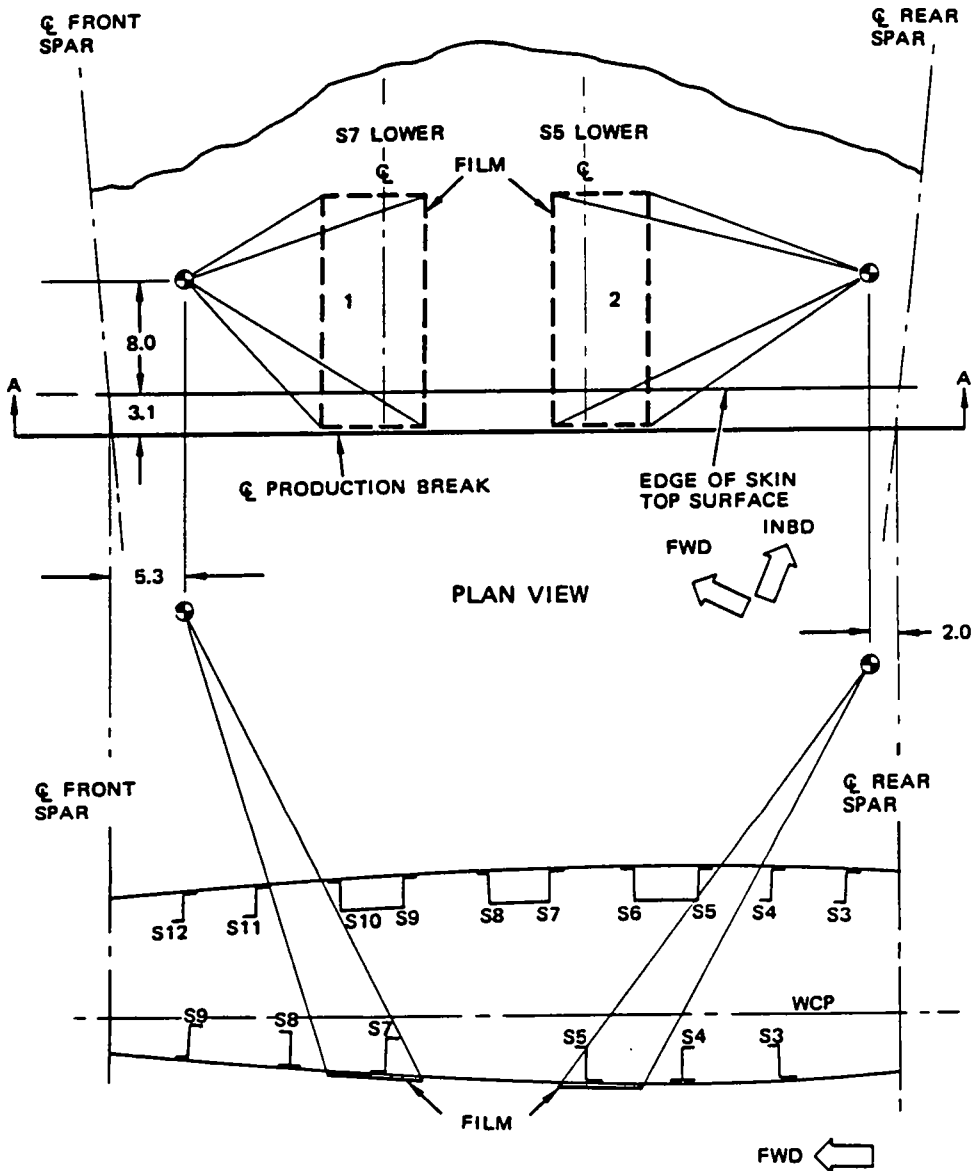 ℄ FRONT
SPAR
℄ REAR
SPAR
S7 LOWER
℄
FILM
S5 LOWER
℄
1
2
8.0
A
A
3.1
℄ PRODUCTION BREAK
EDGE OF SKIN
TOP SURFACE
INBD
FWD
5.3
PLAN VIEW
2.0
℄ FRONT
SPAR
℄ REAR
SPAR
S12
S11
S10
S9
S8
S7
S6
S5
S4
S3
WCP
S9
S8
S7
S5
S4
S3
FILM
FWD